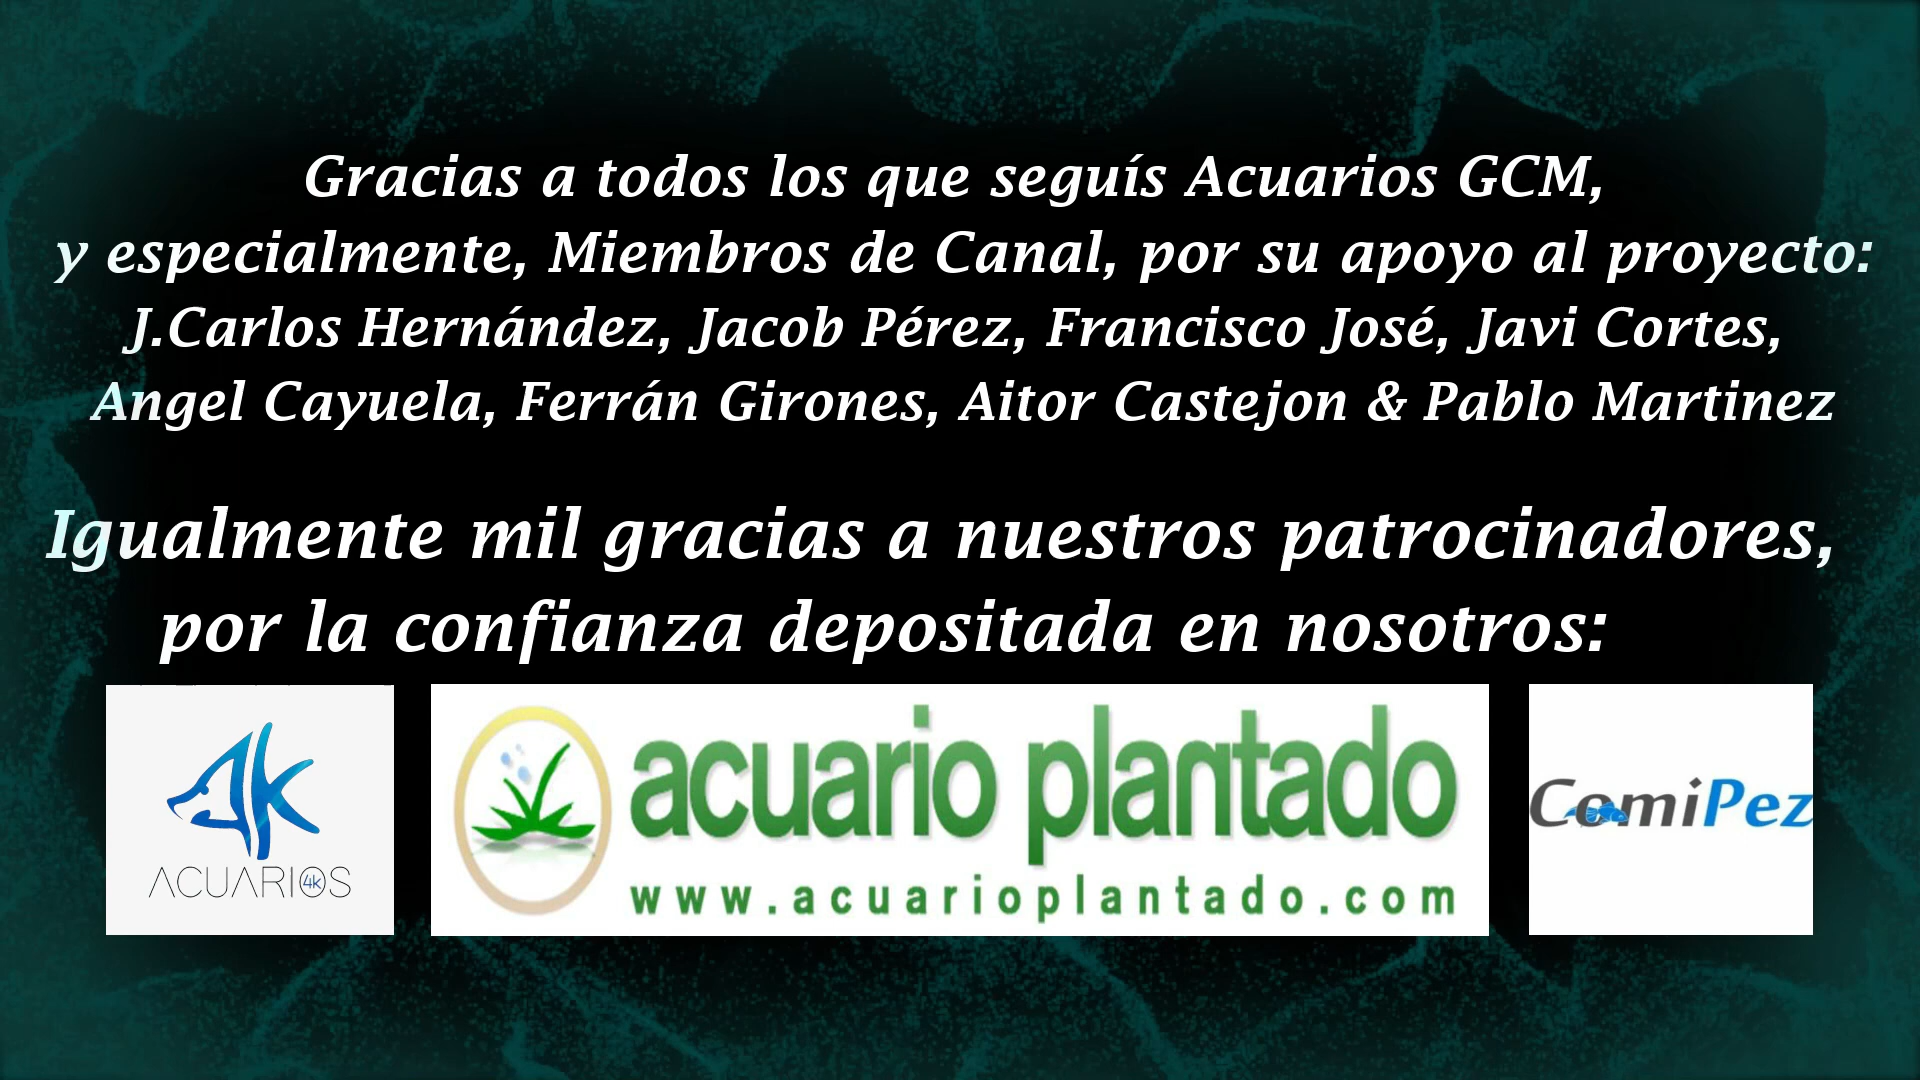 Gracias a todos los que seguís Acuarios GCM,
y especialmente, Miembros de Canal, por su apoyo al proyecto:
J.Carlos Hernández, Jacob Pérez, Francisco José, Javi Cortes,
Angel Cayuela, Ferrán Girones, Aitor Castejon & Pablo Martinez
Igualmente mil gracias a nuestros patrocinadores,
por la confianza depositada en nosotros:
4K
ACUARIOS 4k
acuario plantado
www.acuarioplantado.com
ComiPez